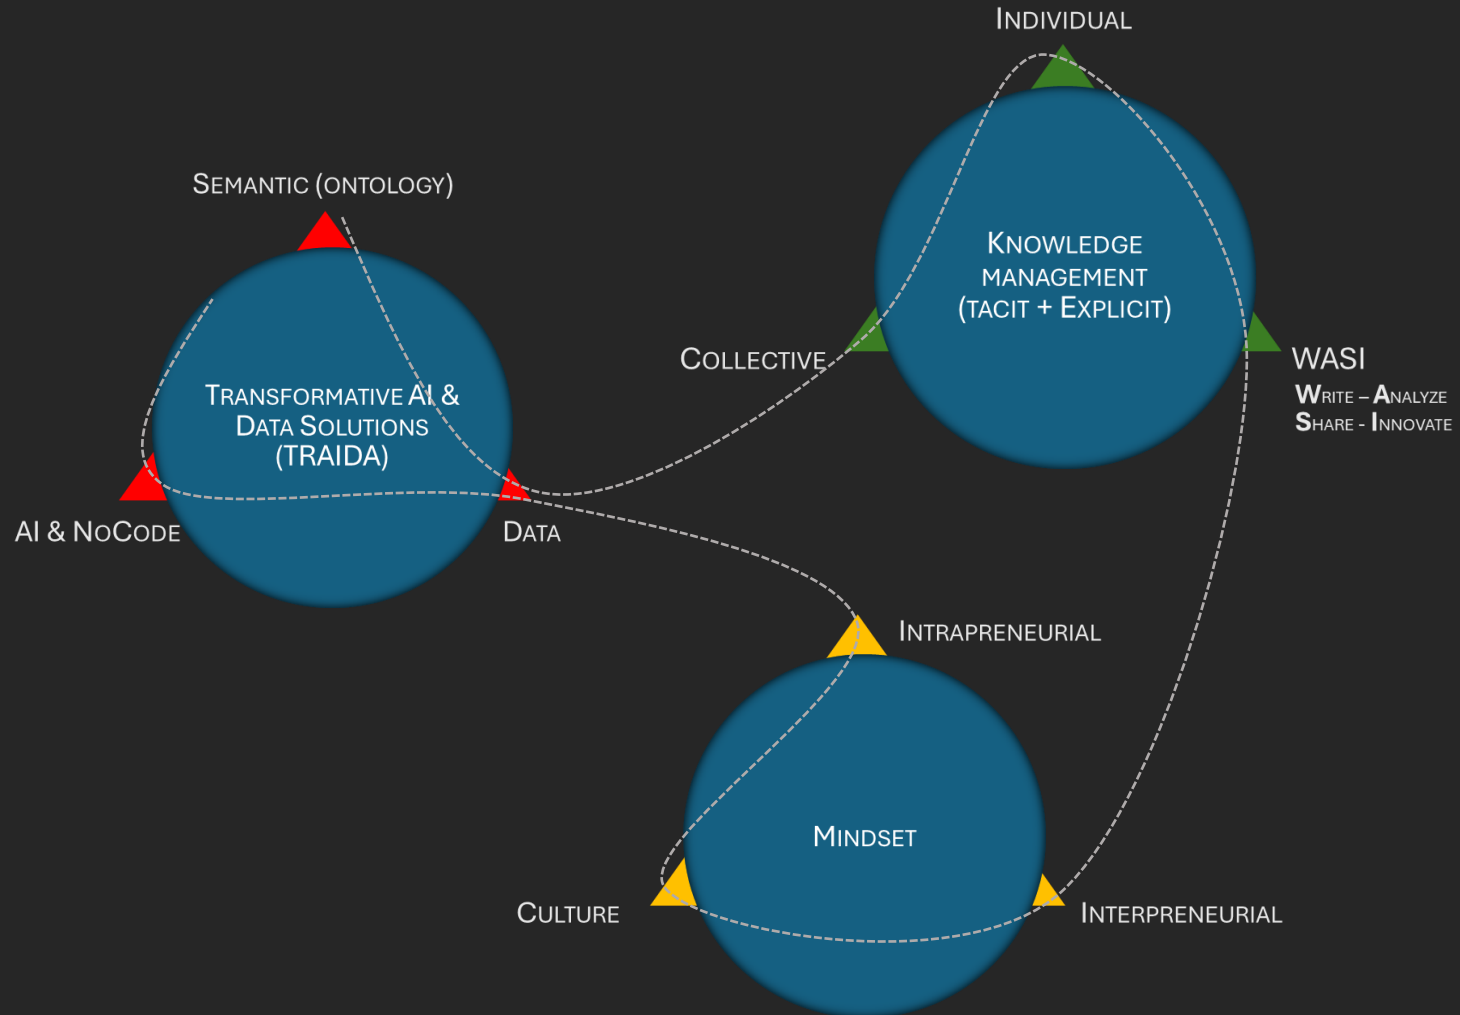 INDIVIDUAL
SEMANTIC (ONTOLOGY)
KNOWLEDGE
MANAGEMENT
(TACIT + EXPLICIT)
COLLECTIVE
WASI
WRITE – ANALYZE
SHARE - INNOVATE
TRANSFORMATIVE AI &
DATA SOLUTIONS
(TRAIDA)
AI & NOCODE
DATA
INTRAPRENEURIAL
MINDSET
CULTURE
INTERPRENEURIAL